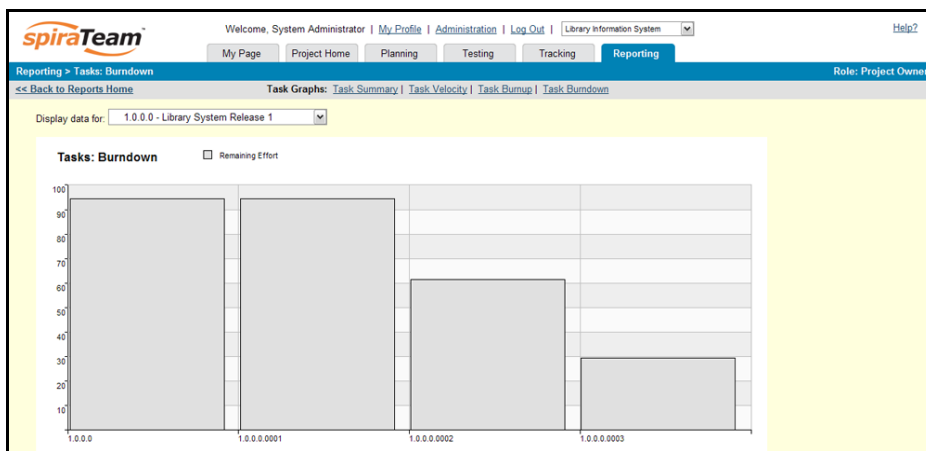 spiraTeam
Welcome, System Administrator | My Profile | Administration | Log Out | Library Information System
Help?
My Page Project Home Planning Testing Tracking Reporting
Reporting > Tasks: Burndown
Role: Project Owner
<< Back to Reports Home
Task Graphs: Task Summary | Task Velocity | Task Burnup | Task Burndown
Display data for: 1.0.0.0 - Library System Release 1
Tasks: Burndown
Remaining Effort
100
90
80
70
60
50
40
30
20
10
1.0.0.0 1.0.0.0.0001 1.0.0.0.0002 1.0.0.0.0003